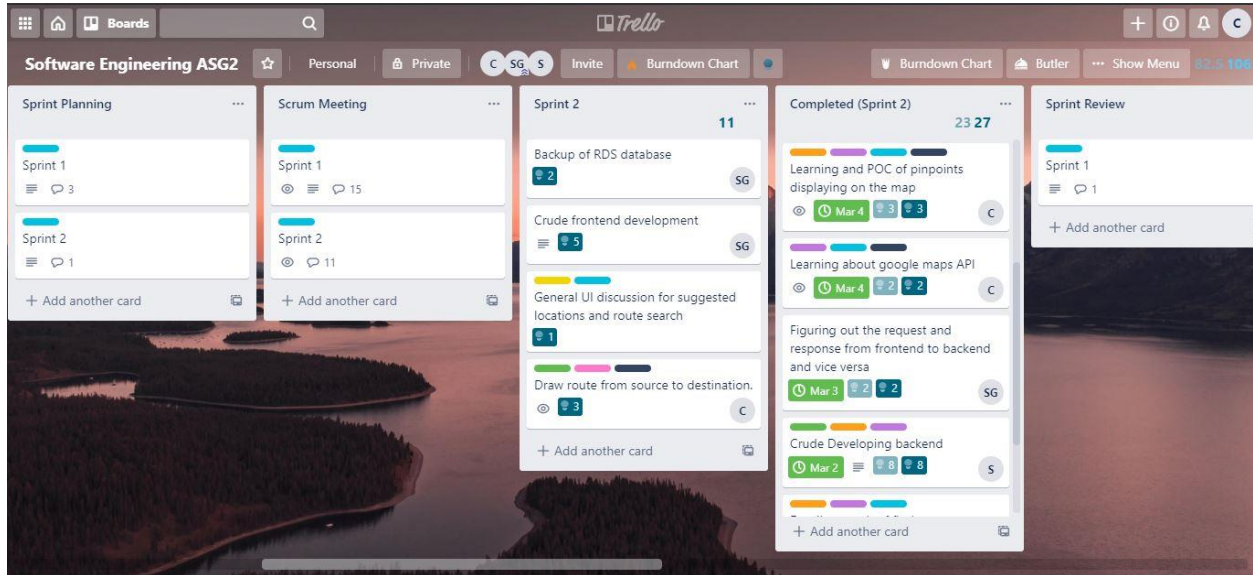 Boards
Trello
C
Software Engineering ASG2
Personal
Private
C SG S
Invite
Burndown Chart
Burndown Chart
Butler
Show Menu
82.5 106
Sprint Planning
Sprint 1
3
Sprint 2
1
+ Add another card
Scrum Meeting
Sprint 1
15
Sprint 2
11
+ Add another card
Sprint 2
11
Backup of RDS database
2
SG
Crude frontend development
5
SG
General UI discussion for suggested
locations and route search
1
Draw route from source to destination.
3
C
+ Add another card
Completed (Sprint 2)
23 27
Learning and POC of pinpoints
displaying on the map
Mar 4 3 3
C
Learning about google maps API
Mar 4 2 2
C
Figuring out the request and
response from frontend to backend
and vice versa
Mar 3 2 2
SG
Crude Developing backend
Mar 2 8 8
S
+ Add another card
Sprint Review
Sprint 1
1
+ Add another card